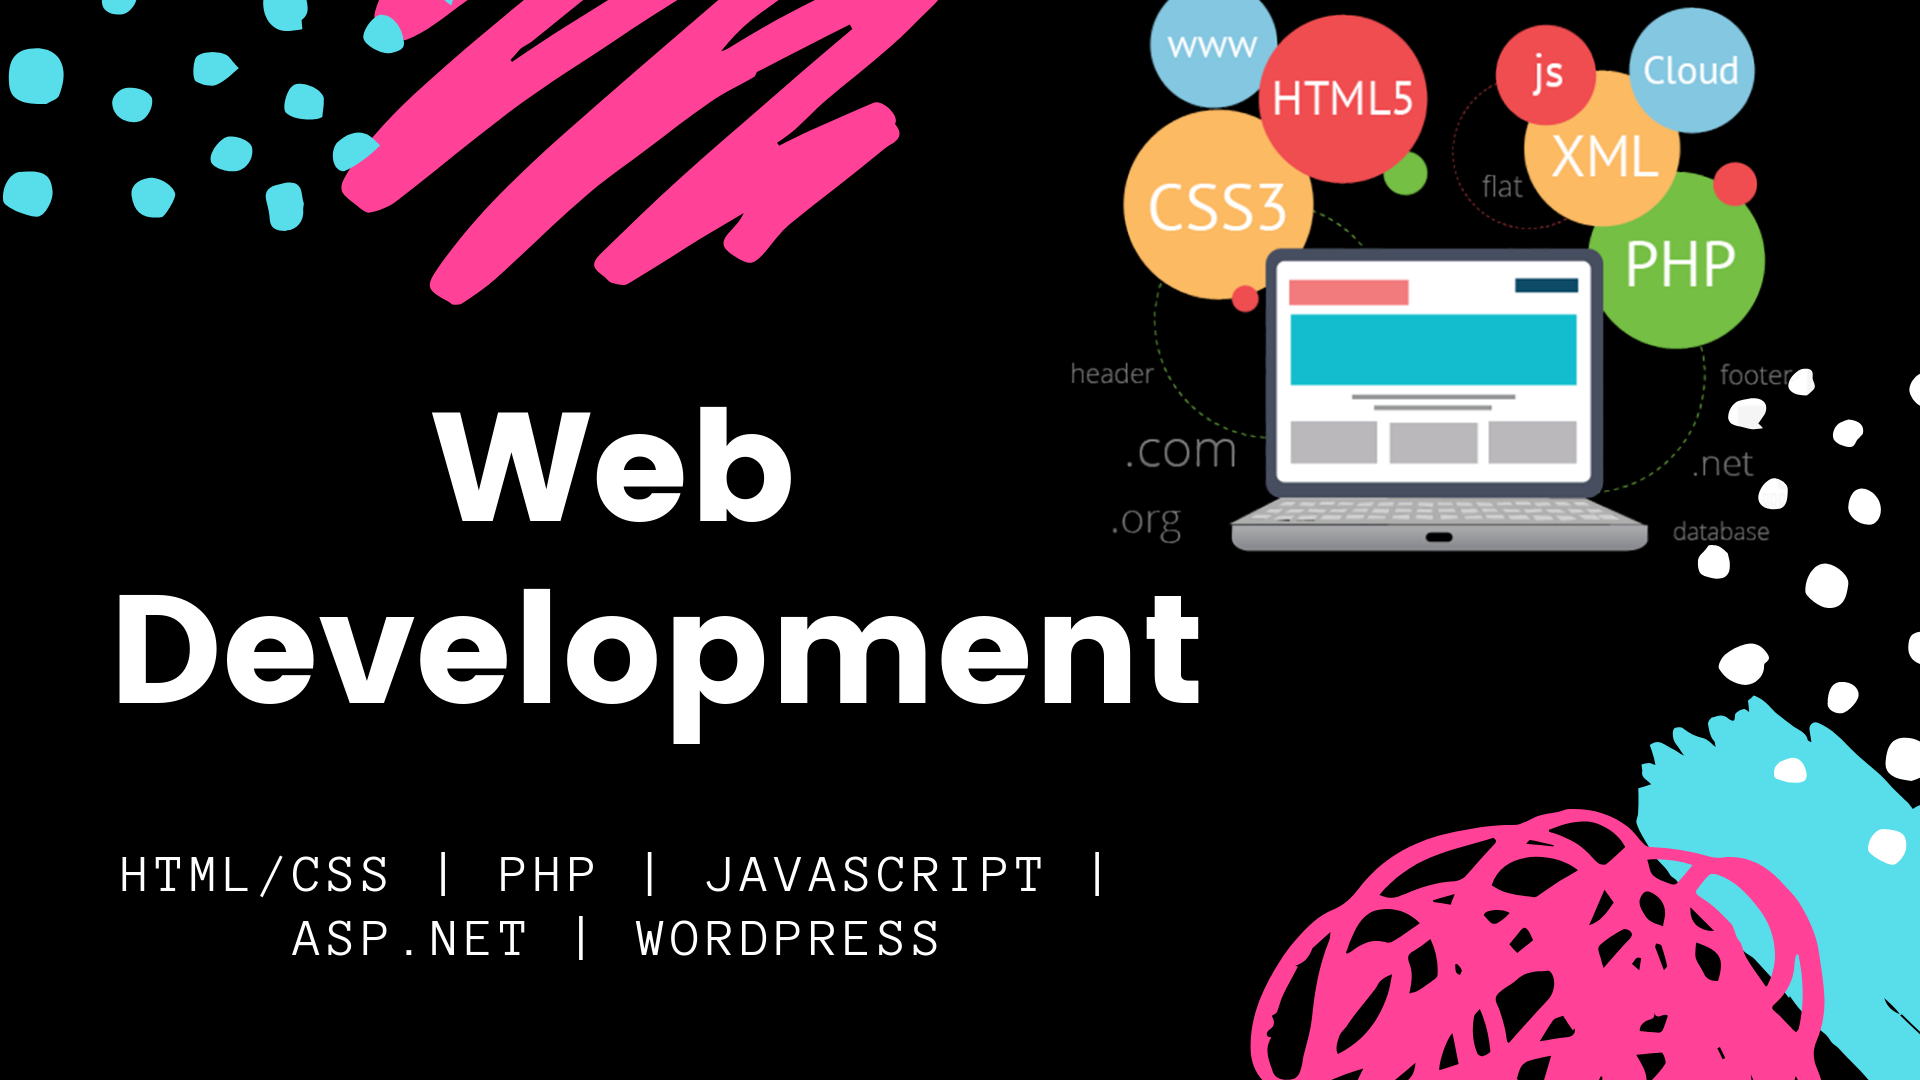 www
HTML5
js
Cloud
XML
flat
CSS3
PHP
header
footer
.com
.net
.org
database
Web
Development
HTML/CSS | PHP | JAVASCRIPT |
ASP.NET | WORDPRESS